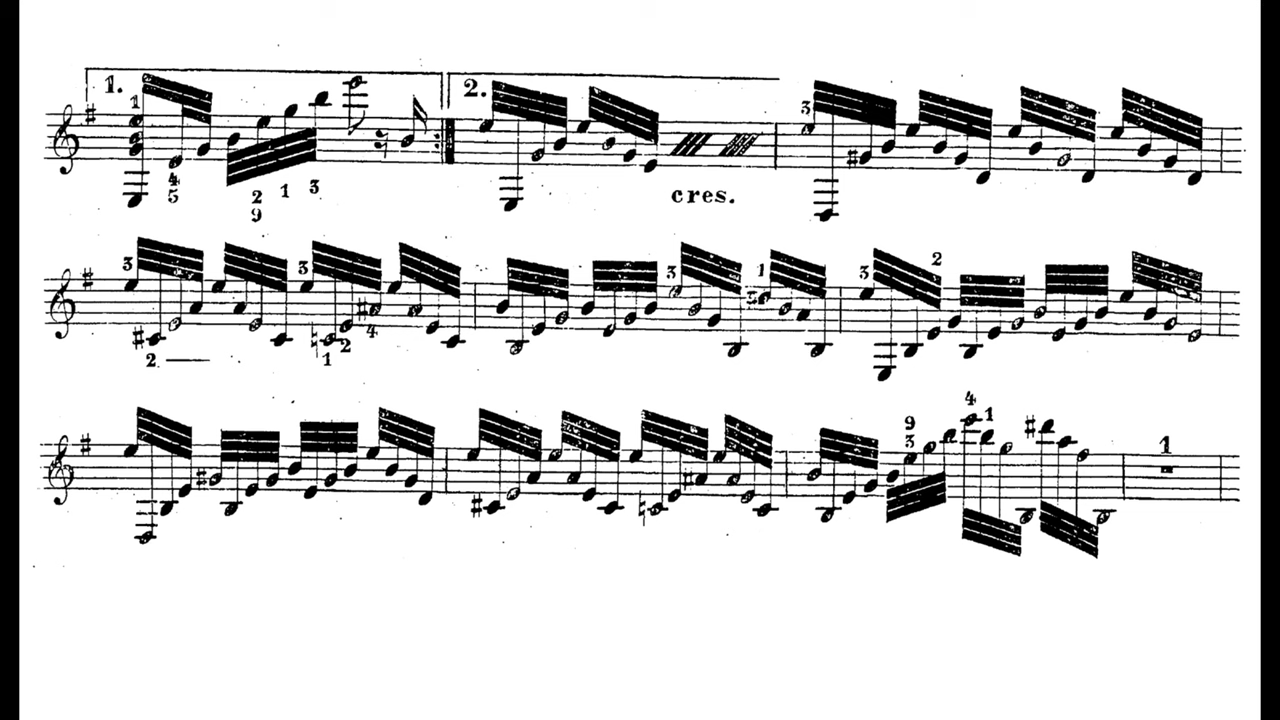 1. 2.
1 3
4
5 2 1 3
9
cres.
3 3 3 1 3 2
2 1 2 4
4
9 1 1
3